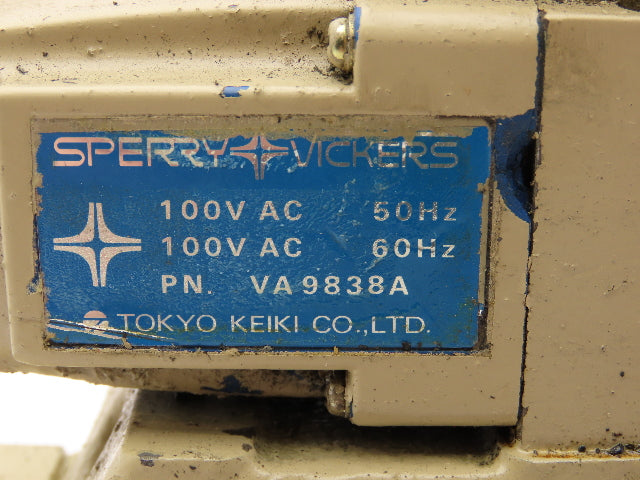 SPERRY VICKERS
100V AC 50Hz
100V AC 60Hz
PN. VA9838A
TOKYO KEIKI CO.,LTD.